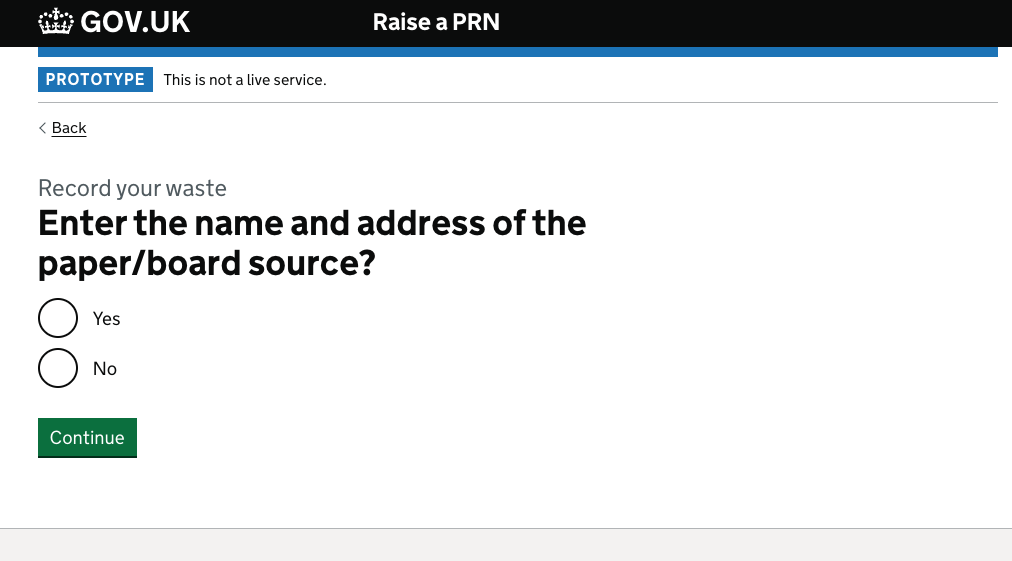 GOV.UK
Raise a PRN
PROTOTYPE This is not a live service.
Back
Record your waste
Enter the name and address of the
paper/board source?
Yes
No
Continue